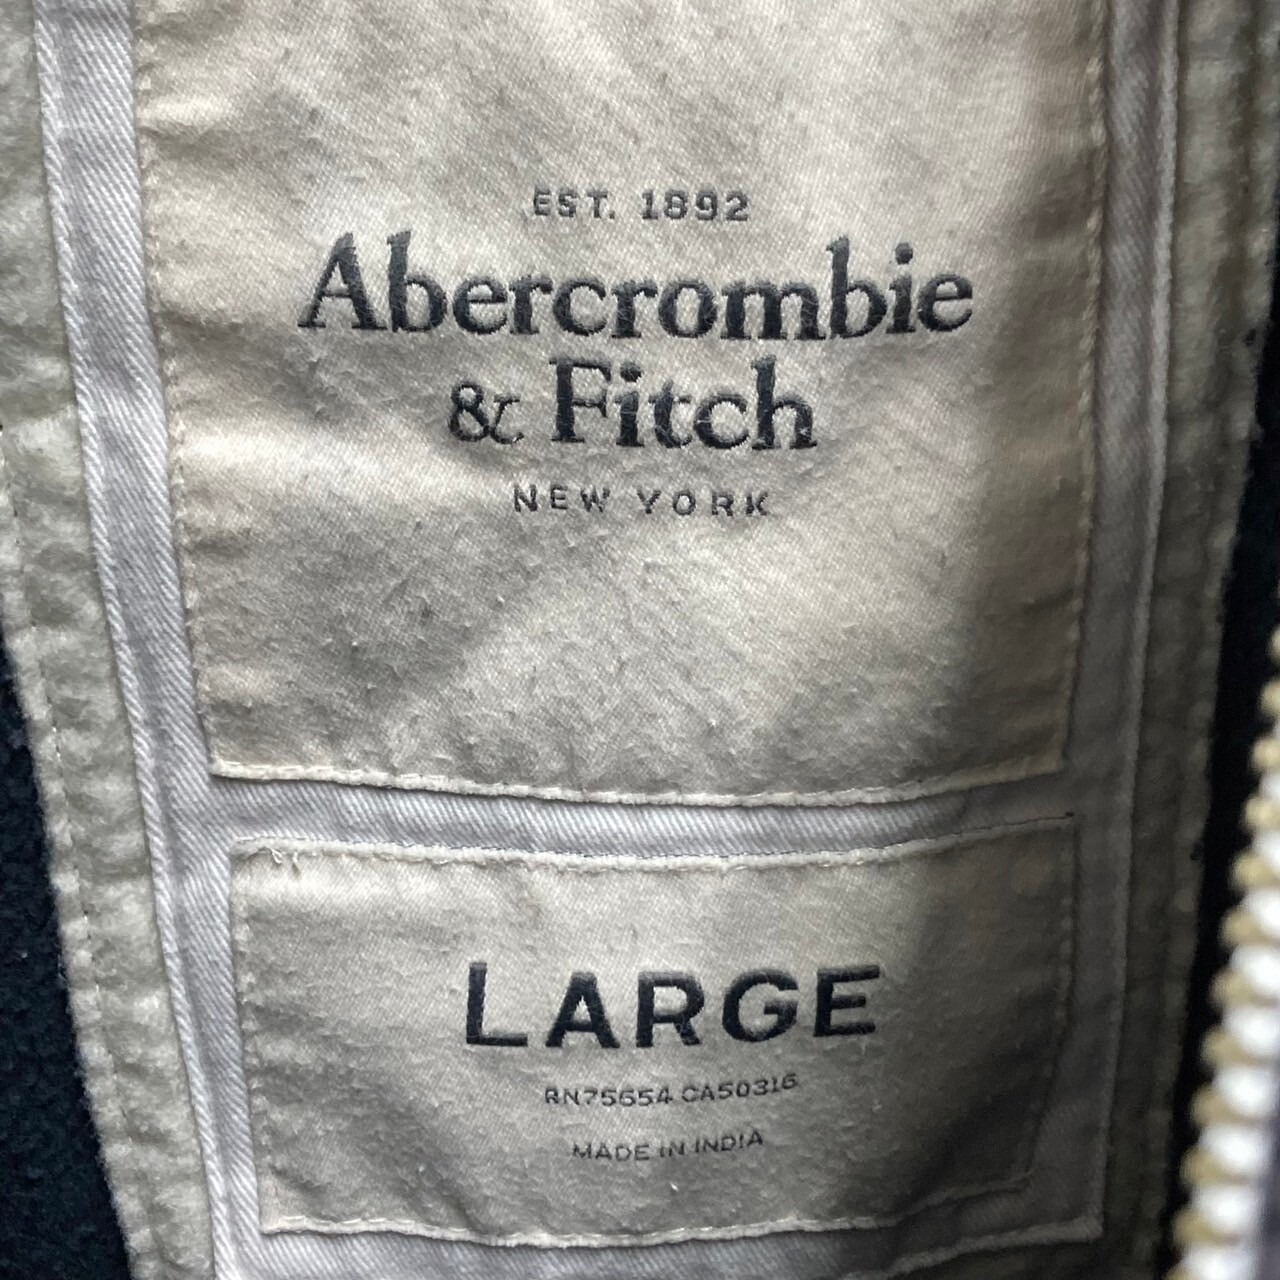 EST. 1892
Abercrombie
& Fitch
NEW YORK
LARGE
RN75654 CA50316
MADE IN INDIA